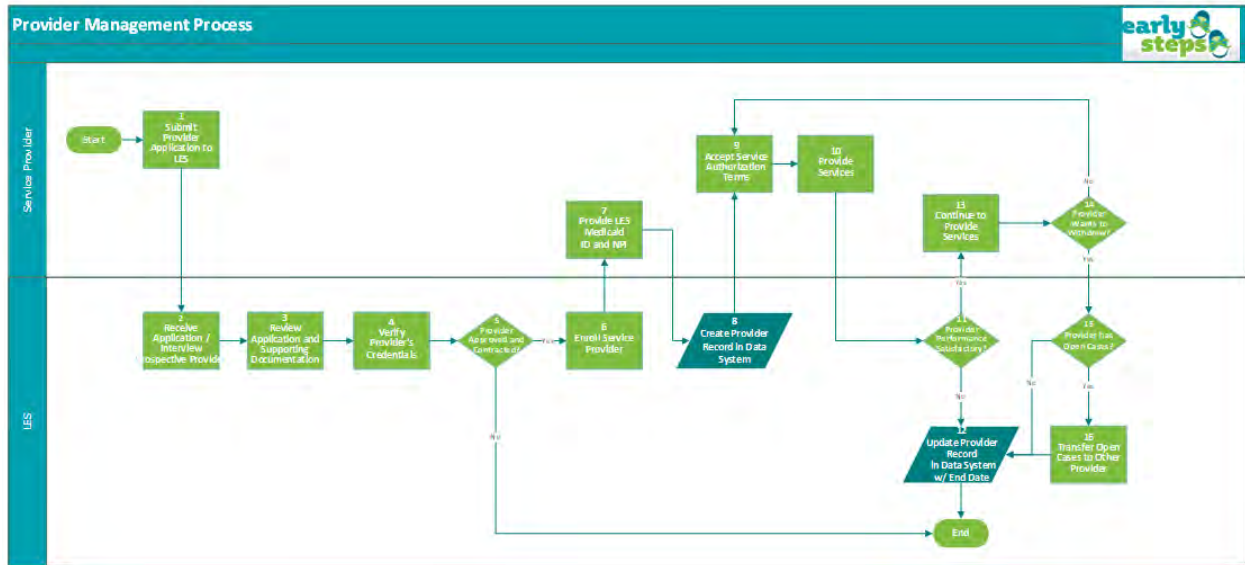 Provider Management Process
early
steps
Service Provider
Start
1
Submit
Provider
Application to
LES
9
Accept Service
Authorization
Terms
10
Provide
Services
7
Provide LES
Medicaid
ID and NPI
13
Continue to
Provide
Services
14
Provider
Wants to
Withdraw?
No
Yes
LES
2
Receive
Application /
Interview
Prospective Provider
3
Review
Application and
Supporting
Documentation
4
Verify
Provider's
Credentials
5
Provider
Approved and
Contracted?
Yes
No
6
Enroll Service
Provider
8
Create Provider
Record in Data
System
11
Provider
Performance
Satisfactory?
Yes
No
15
Provider has
Open Cases?
No
Yes
12
Update Provider
Record
in Data System
w/ End Date
16
Transfer Open
Cases to Other
Provider
End